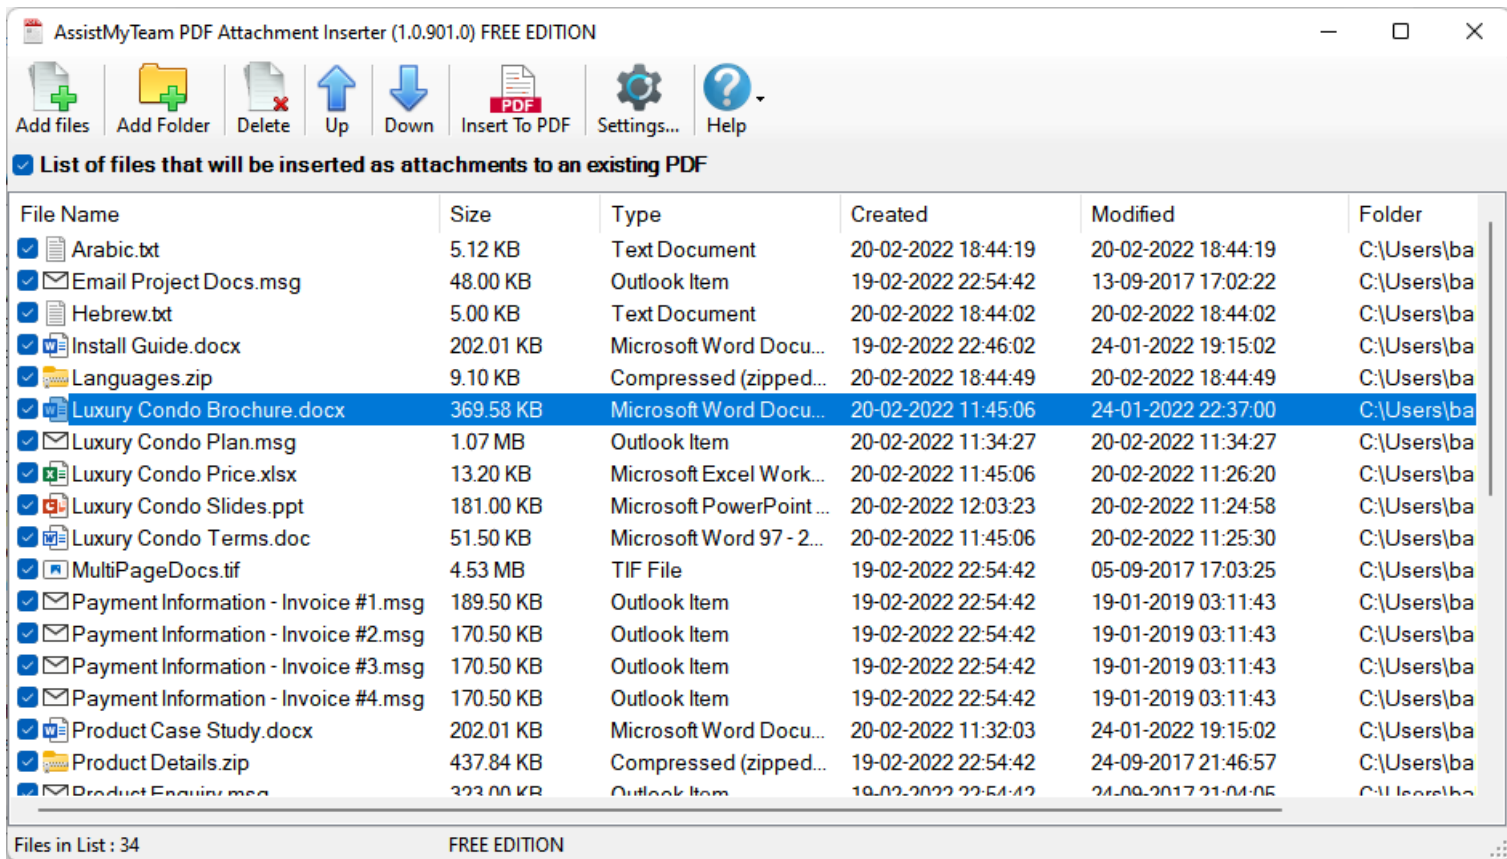 AssistMyTeam PDF Attachment Inserter (1.0.901.0) FREE EDITION
Add files Add Folder Delete Up Down PDF Insert To PDF Settings... Help
List of files that will be inserted as attachments to an existing PDF
File Name Size Type Created Modified Folder
Arabic.txt 5.12 KB Text Document 20-02-2022 18:44:19 20-02-2022 18:44:19 C:\Users\ba
Email Project Docs.msg 48.00 KB Outlook Item 19-02-2022 22:54:42 13-09-2017 17:02:22 C:\Users\ba
Hebrew.txt 5.00 KB Text Document 20-02-2022 18:44:02 20-02-2022 18:44:02 C:\Users\ba
Install Guide.docx 202.01 KB Microsoft Word Docu... 19-02-2022 22:46:02 24-01-2022 19:15:02 C:\Users\ba
Languages.zip 9.10 KB Compressed (zipped... 20-02-2022 18:44:49 20-02-2022 18:44:49 C:\Users\ba
Luxury Condo Brochure.docx 369.58 KB Microsoft Word Docu... 20-02-2022 11:45:06 24-01-2022 22:37:00 C:\Users\ba
Luxury Condo Plan.msg 1.07 MB Outlook Item 20-02-2022 11:34:27 20-02-2022 11:34:27 C:\Users\ba
Luxury Condo Price.xlsx 13.20 KB Microsoft Excel Work... 20-02-2022 11:45:06 20-02-2022 11:26:20 C:\Users\ba
Luxury Condo Slides.ppt 181.00 KB Microsoft PowerPoint ... 20-02-2022 12:03:23 20-02-2022 11:24:58 C:\Users\ba
Luxury Condo Terms.doc 51.50 KB Microsoft Word 97 - 2... 20-02-2022 11:45:06 20-02-2022 11:25:30 C:\Users\ba
MultiPageDocs.tif 4.53 MB TIF File 19-02-2022 22:54:42 05-09-2017 17:03:25 C:\Users\ba
Payment Information - Invoice #1.msg 189.50 KB Outlook Item 19-02-2022 22:54:42 19-01-2019 03:11:43 C:\Users\ba
Payment Information - Invoice #2.msg 170.50 KB Outlook Item 19-02-2022 22:54:42 19-01-2019 03:11:43 C:\Users\ba
Payment Information - Invoice #3.msg 170.50 KB Outlook Item 19-02-2022 22:54:42 19-01-2019 03:11:43 C:\Users\ba
Payment Information - Invoice #4.msg 170.50 KB Outlook Item 19-02-2022 22:54:42 19-01-2019 03:11:43 C:\Users\ba
Product Case Study.docx 202.01 KB Microsoft Word Docu... 20-02-2022 11:32:03 24-01-2022 19:15:02 C:\Users\ba
Product Details.zip 437.84 KB Compressed (zipped... 19-02-2022 22:54:42 24-09-2017 21:46:57 C:\Users\ba
Product Enquiry.msg 323.00 KB Outlook Item 19-02-2022 22:54:42 24-09-2017 21:04:05 C:\Users\ba
Files in List : 34 FREE EDITION